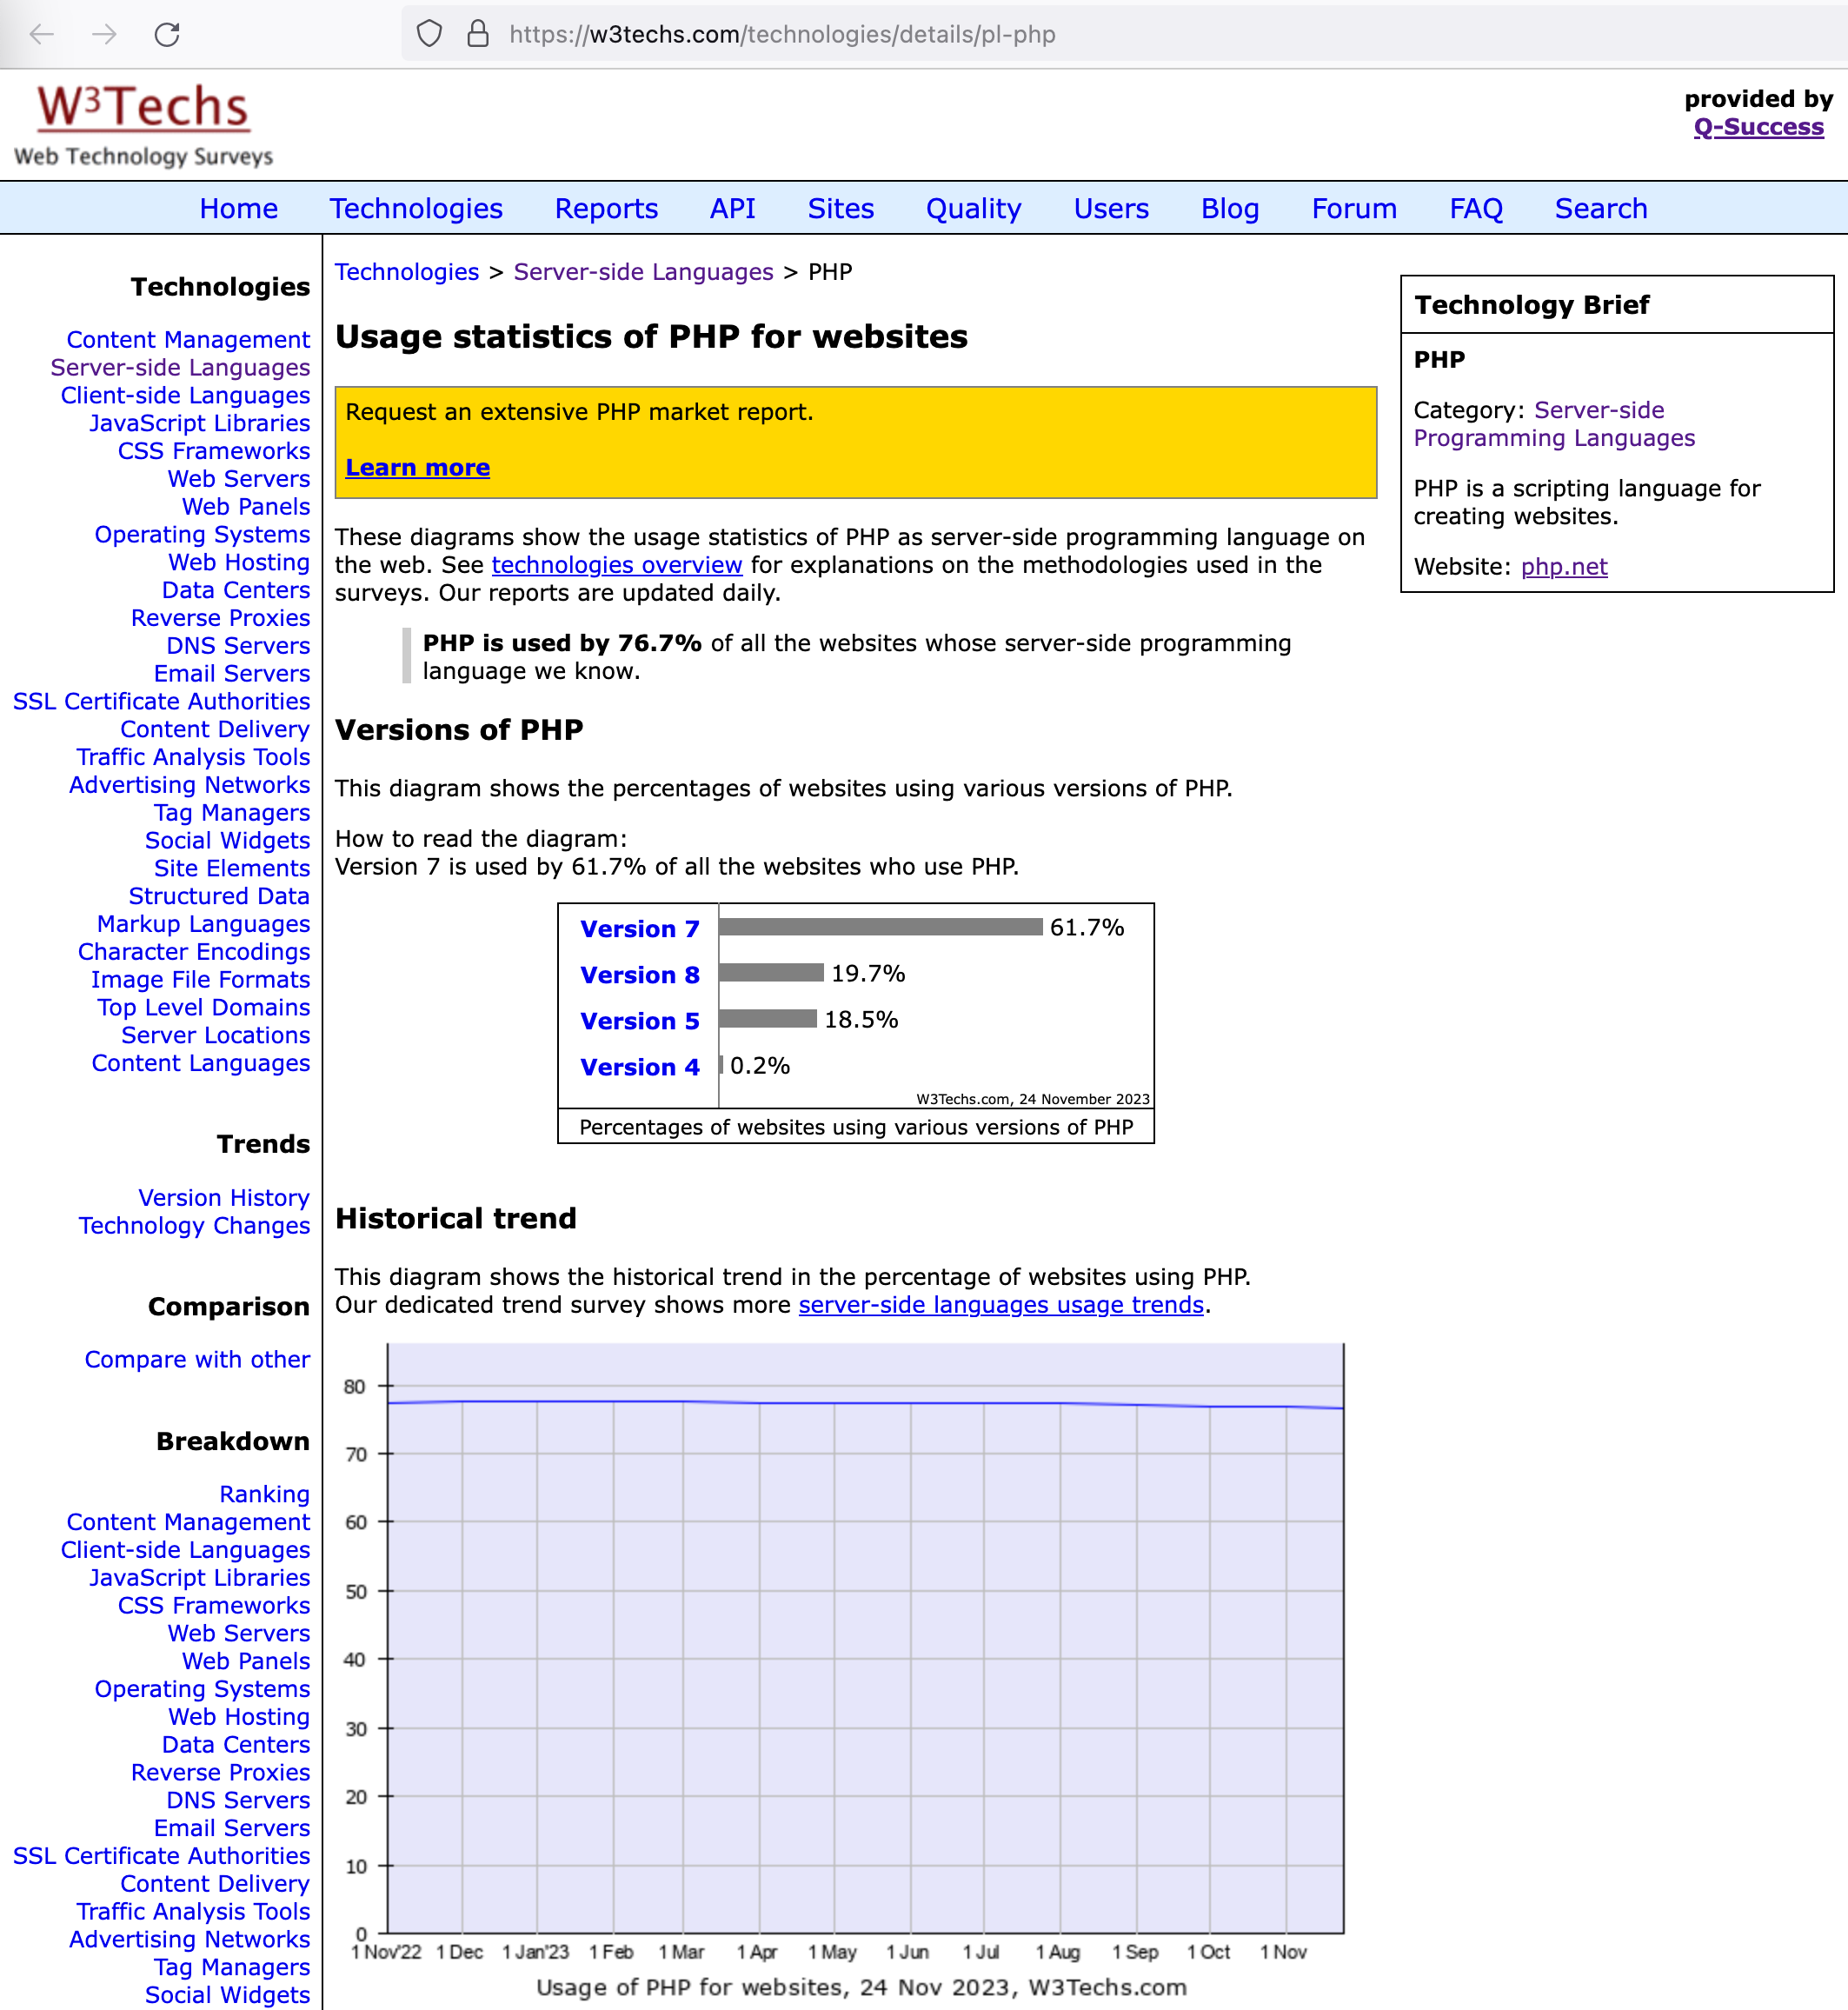 https://w3techs.com/technologies/details/pl-php
W3Techs
Web Technology Surveys
provided by
Q-Success
Home Technologies Reports API Sites Quality Users Blog Forum FAQ Search
Technologies
Content Management
Server-side Languages
Client-side Languages
JavaScript Libraries
CSS Frameworks
Web Servers
Web Panels
Operating Systems
Web Hosting
Data Centers
Reverse Proxies
DNS Servers
Email Servers
SSL Certificate Authorities
Content Delivery
Traffic Analysis Tools
Advertising Networks
Tag Managers
Social Widgets
Site Elements
Structured Data
Markup Languages
Character Encodings
Image File Formats
Top Level Domains
Server Locations
Content Languages
Trends
Version History
Technology Changes
Comparison
Compare with other
Breakdown
Ranking
Content Management
Client-side Languages
JavaScript Libraries
CSS Frameworks
Web Servers
Web Panels
Operating Systems
Web Hosting
Data Centers
Reverse Proxies
DNS Servers
Email Servers
SSL Certificate Authorities
Content Delivery
Traffic Analysis Tools
Advertising Networks
Tag Managers
Social Widgets
Technologies > Server-side Languages > PHP
Usage statistics of PHP for websites
Request an extensive PHP market report.
Learn more
These diagrams show the usage statistics of PHP as server-side programming language on
the web. See technologies overview for explanations on the methodologies used in the
surveys. Our reports are updated daily.
PHP is used by 76.7% of all the websites whose server-side programming
language we know.
Versions of PHP
This diagram shows the percentages of websites using various versions of PHP.
How to read the diagram:
Version 7 is used by 61.7% of all the websites who use PHP.
Version 7 61.7%
Version 8 19.7%
Version 5 18.5%
Version 4 0.2%
W3Techs.com, 24 November 2023
Percentages of websites using various versions of PHP
Historical trend
This diagram shows the historical trend in the percentage of websites using PHP.
Our dedicated trend survey shows more server-side languages usage trends.
80
70
60
50
40
30
20
10
0
1 Nov'22 1 Dec 1 Jan'23 1 Feb 1 Mar 1 Apr 1 May 1 Jun 1 Jul 1 Aug 1 Sep 1 Oct 1 Nov
Usage of PHP for websites, 24 Nov 2023, W3Techs.com
Technology Brief
PHP
Category: Server-side
Programming Languages
PHP is a scripting language for
creating websites.
Website: php.net